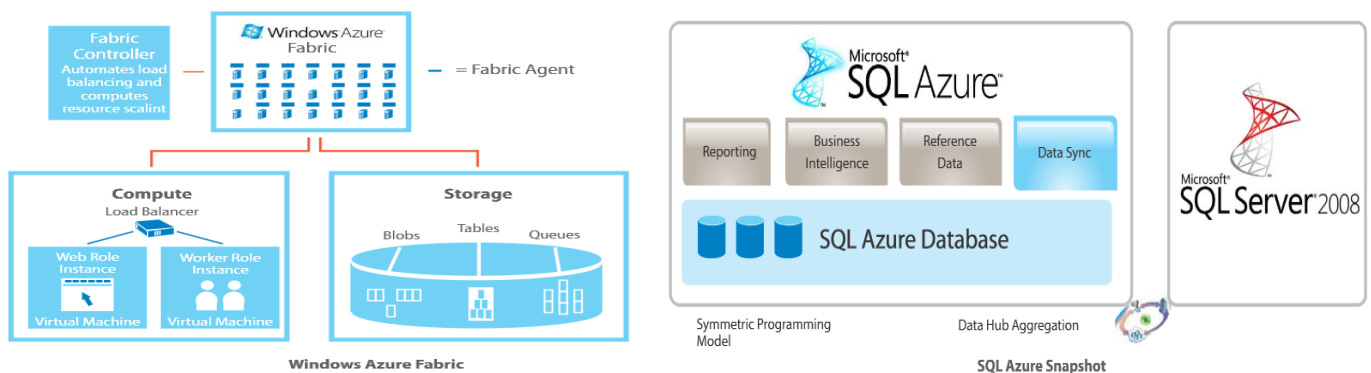 Fabric
Controller
Automates load
balancing and
computes
resource scalint
Windows Azure™
Fabric
= Fabric Agent
Compute
Load Balancer
Web Role
Instance
Virtual Machine
Worker Role
Instance
Virtual Machine
Storage
Blobs
Tables
Queues
Windows Azure Fabric
Microsoft®
SQL Azure™
Reporting
Business
Intelligence
Reference
Data
Data Sync
SQL Azure Database
Symmetric Programming
Model
Data Hub Aggregation
SQL Azure Snapshot
Microsoft®
SQL Server® 2008